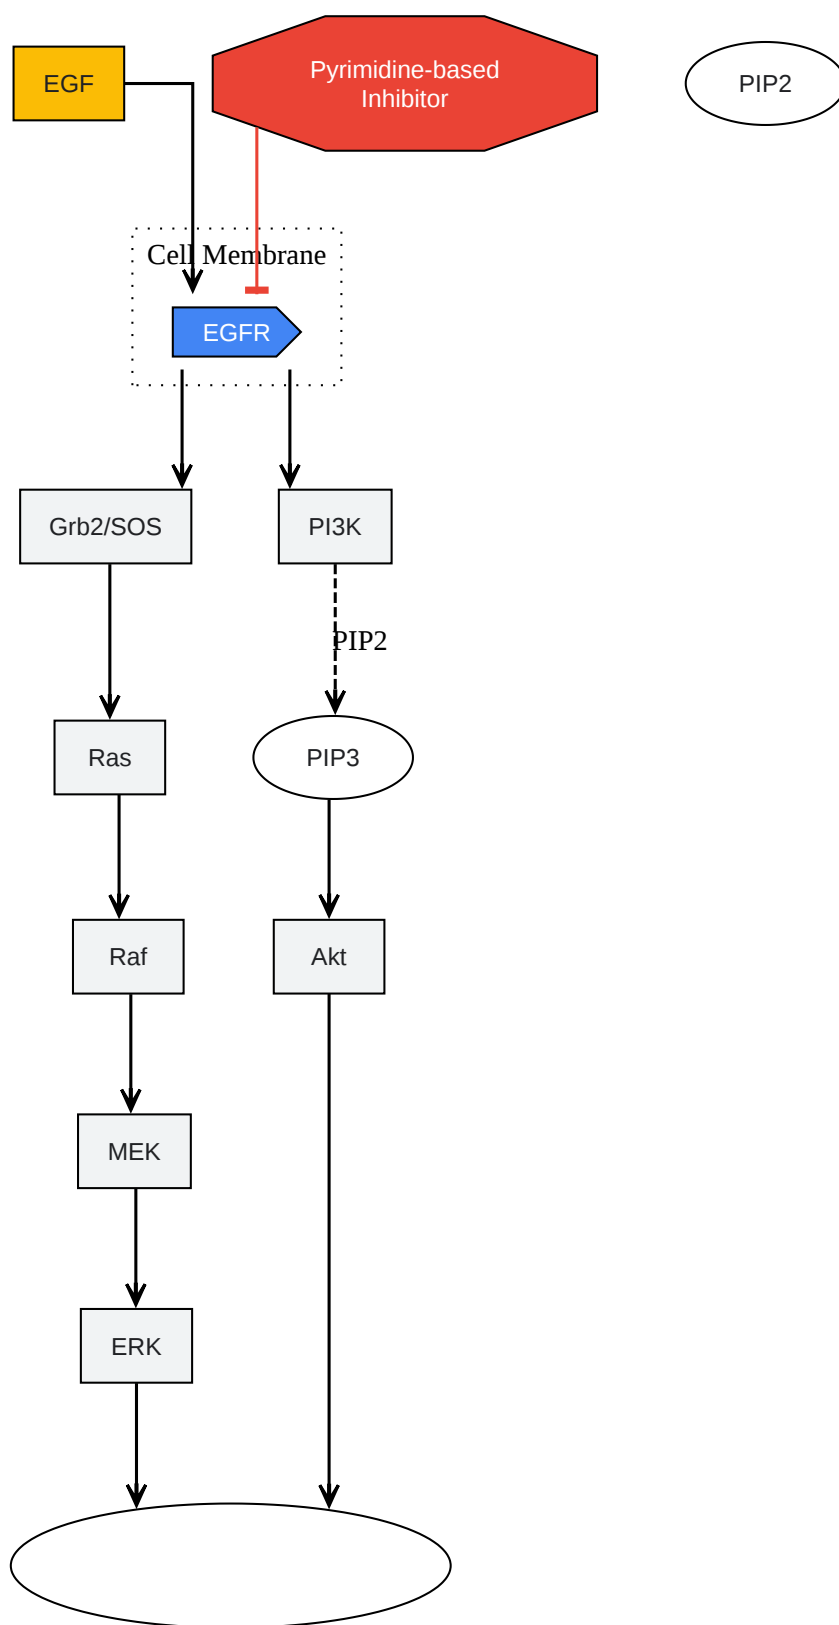 EGF
Pyrimidine-based
Inhibitor
PIP2
Cell Membrane
EGFR
Grb2/SOS
PI3K
PIP2
Ras
PIP3
Raf
Akt
MEK
ERK